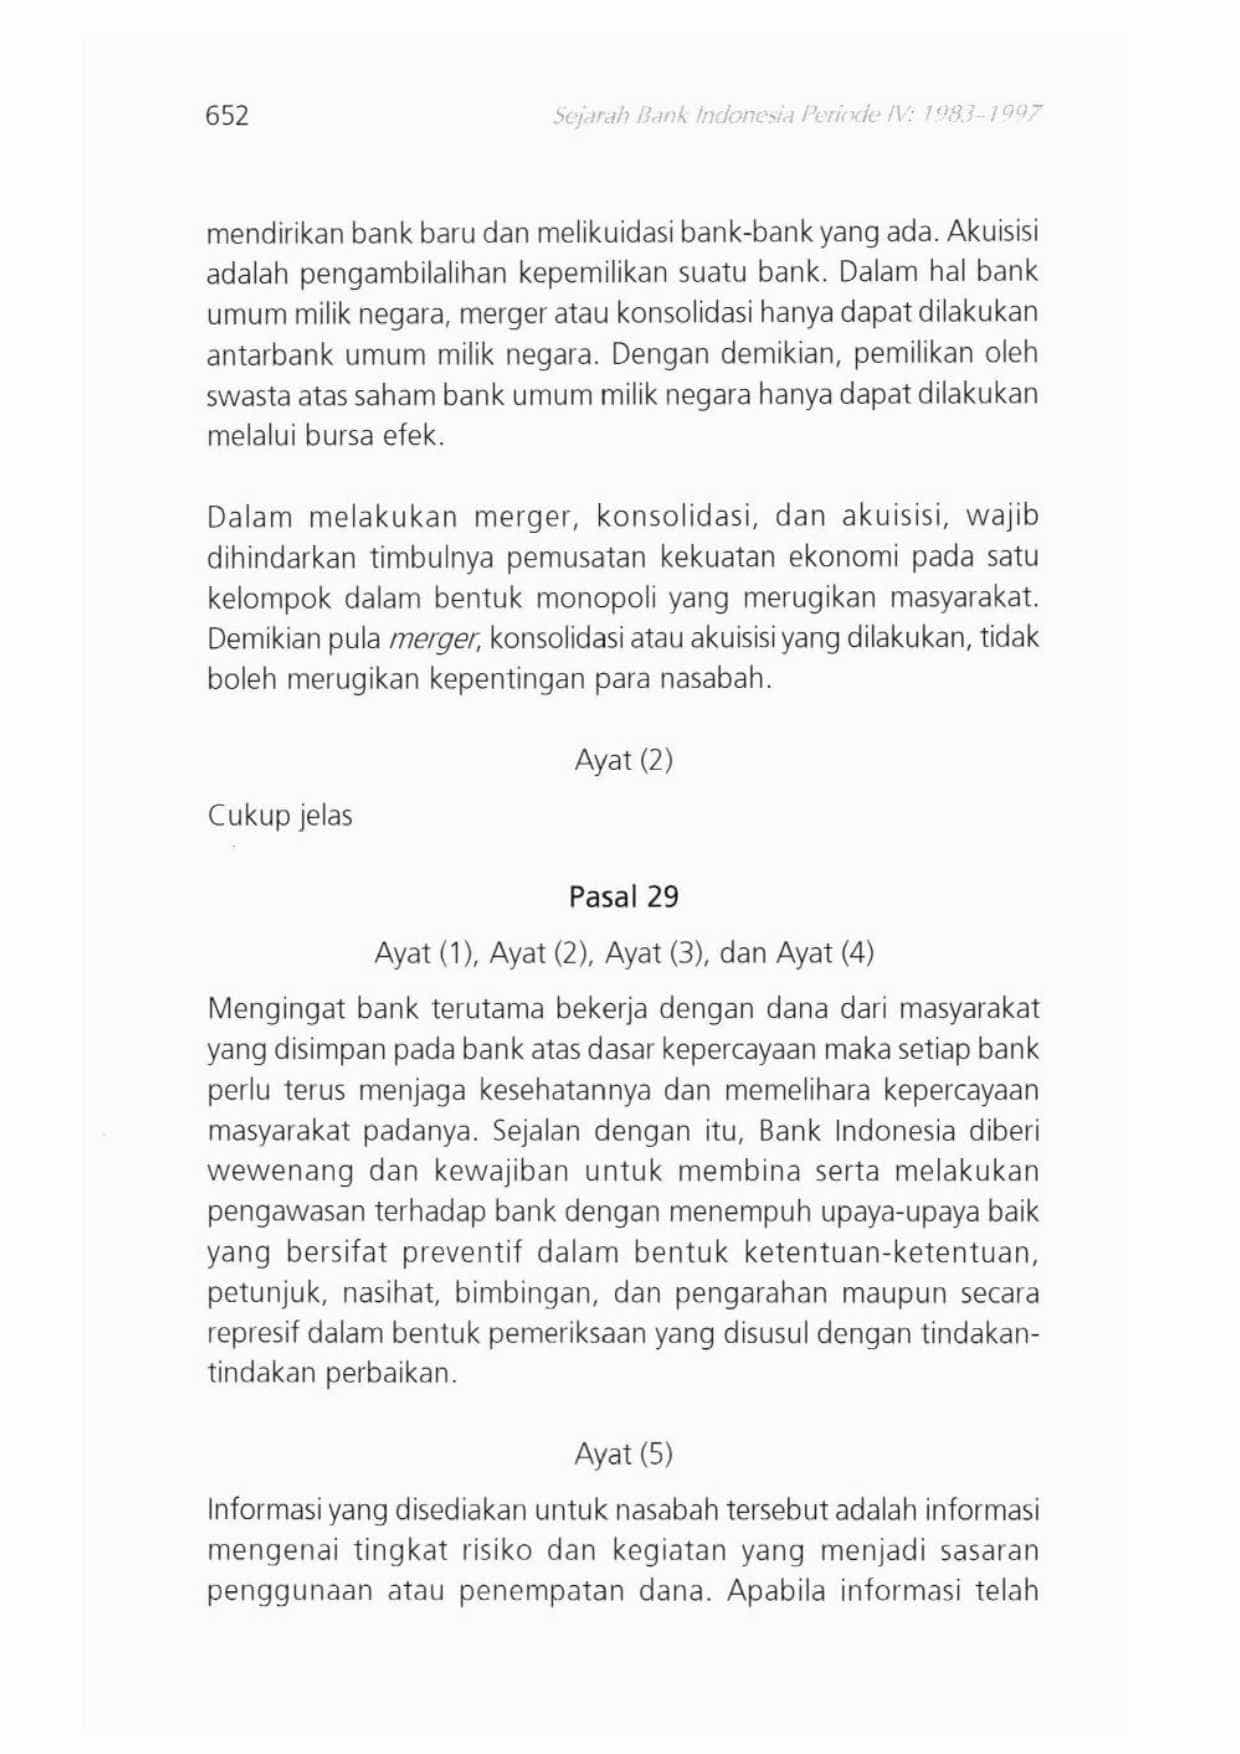 652
Sejarah Bank Indonesia Periode IV: 1983–1997
mendirikan bank baru dan melikuidasi bank-bank yang ada. Akuisisi
adalah pengambilalihan kepemilikan suatu bank. Dalam hal bank
umum milik negara, merger atau konsolidasi hanya dapat dilakukan
antarbank umum milik negara. Dengan demikian, pemilikan oleh
swasta atas saham bank umum milik negara hanya dapat dilakukan
melalui bursa efek.
Dalam melakukan merger, konsolidasi, dan akuisisi, wajib
dihindarkan timbulnya pemusatan kekuatan ekonomi pada satu
kelompok dalam bentuk monopoli yang merugikan masyarakat.
Demikian pula merger, konsolidasi atau akuisisi yang dilakukan, tidak
boleh merugikan kepentingan para nasabah.
Ayat (2)
Cukup jelas
Pasal 29
Ayat (1), Ayat (2), Ayat (3), dan Ayat (4)
Mengingat bank terutama bekerja dengan dana dari masyarakat
yang disimpan pada bank atas dasar kepercayaan maka setiap bank
perlu terus menjaga kesehatannya dan memelihara kepercayaan
masyarakat padanya. Sejalan dengan itu, Bank Indonesia diberi
wewenang dan kewajiban untuk membina serta melakukan
pengawasan terhadap bank dengan menempuh upaya-upaya baik
yang bersifat preventif dalam bentuk ketentuan-ketentuan,
petunjuk, nasihat, bimbingan, dan pengarahan maupun secara
represif dalam bentuk pemeriksaan yang disusul dengan tindakan-
tindakan perbaikan.
Ayat (5)
Informasi yang disediakan untuk nasabah tersebut adalah informasi
mengenai tingkat risiko dan kegiatan yang menjadi sasaran
penggunaan atau penempatan dana. Apabila informasi telah